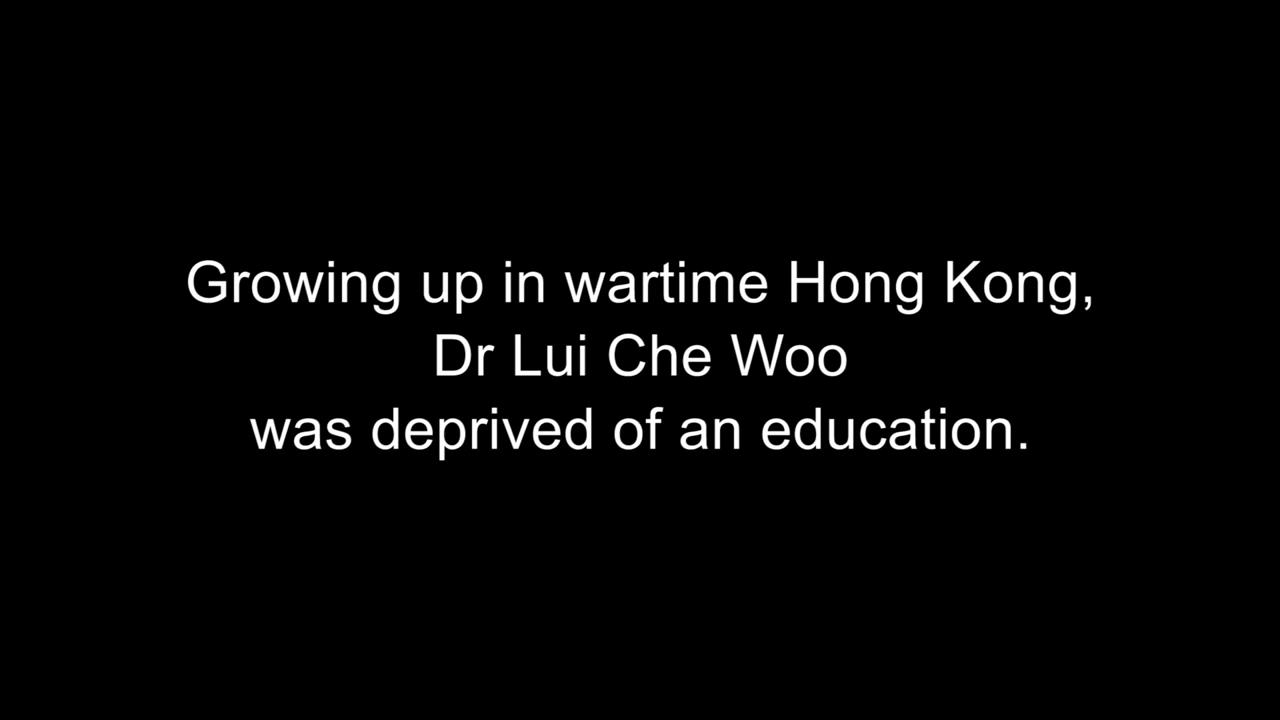 Growing up in wartime Hong Kong,
Dr Lui Che Woo
was deprived of an education.